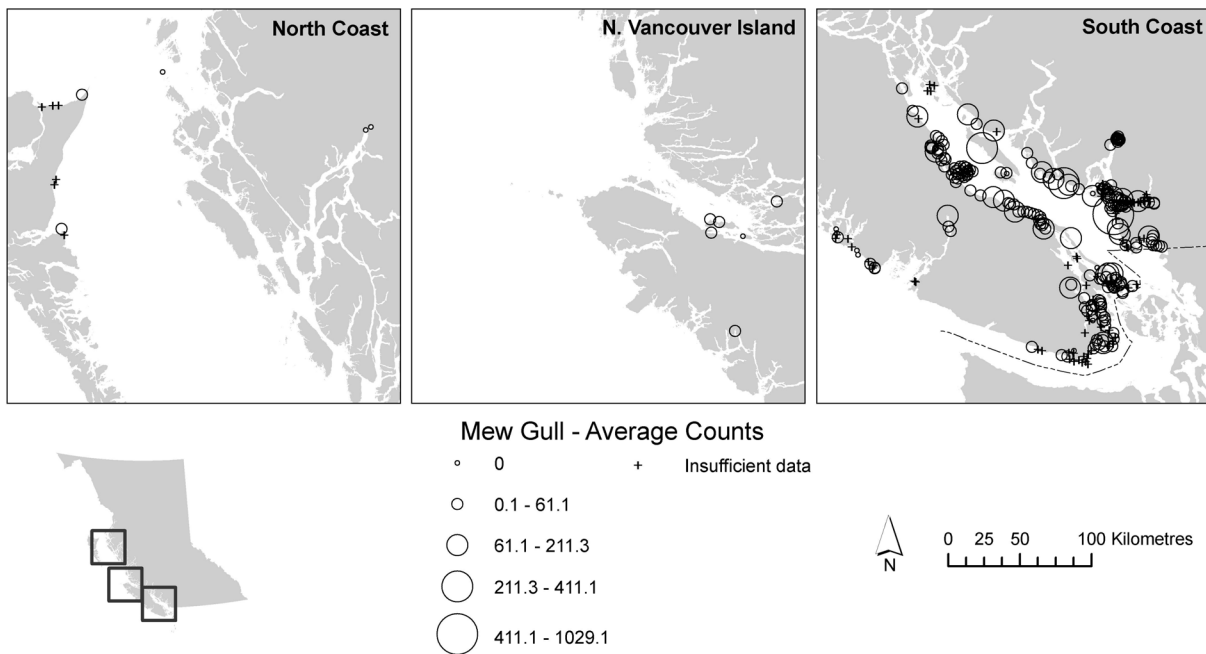 North Coast
N. Vancouver Island
South Coast
Mew Gull - Average Counts
0
+ Insufficient data
0.1 - 61.1
61.1 - 211.3
211.3 - 411.1
411.1 - 1029.1
N
0 25 50 100 Kilometres